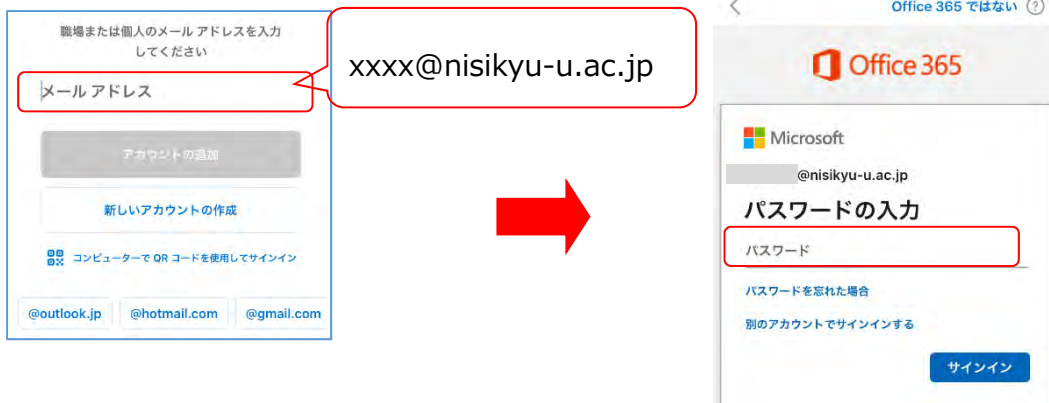 職場または個人のメール アドレスを入力
してください
メール アドレス
アカウントの追加
新しいアカウントの作成
コンピューターで QR コードを使用してサインイン
@outlook.jp
@hotmail.com
@gmail.com
xxxx@nisikyu-u.ac.jp
Office 365 ではない ?
Office 365
Microsoft
@nisikyu-u.ac.jp
パスワードの入力
パスワード
パスワードを忘れた場合
別のアカウントでサインインする
サインイン